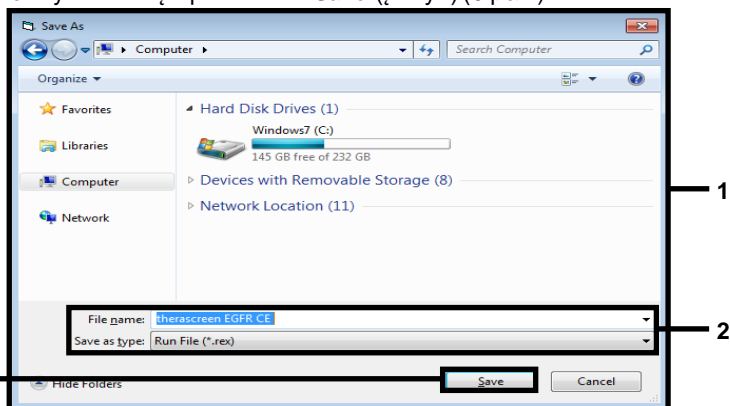 Save As
Computer
Search Computer
Organize
Favorites
Hard Disk Drives (1)
Windows7 (C:)
145 GB free of 232 GB
Libraries
Computer
Devices with Removable Storage (8)
1
Network
Network Location (11)
File name: therascreen EGFR CE
2
Save as type: Run File (*.rex)
Hide Folders
Save
Cancel